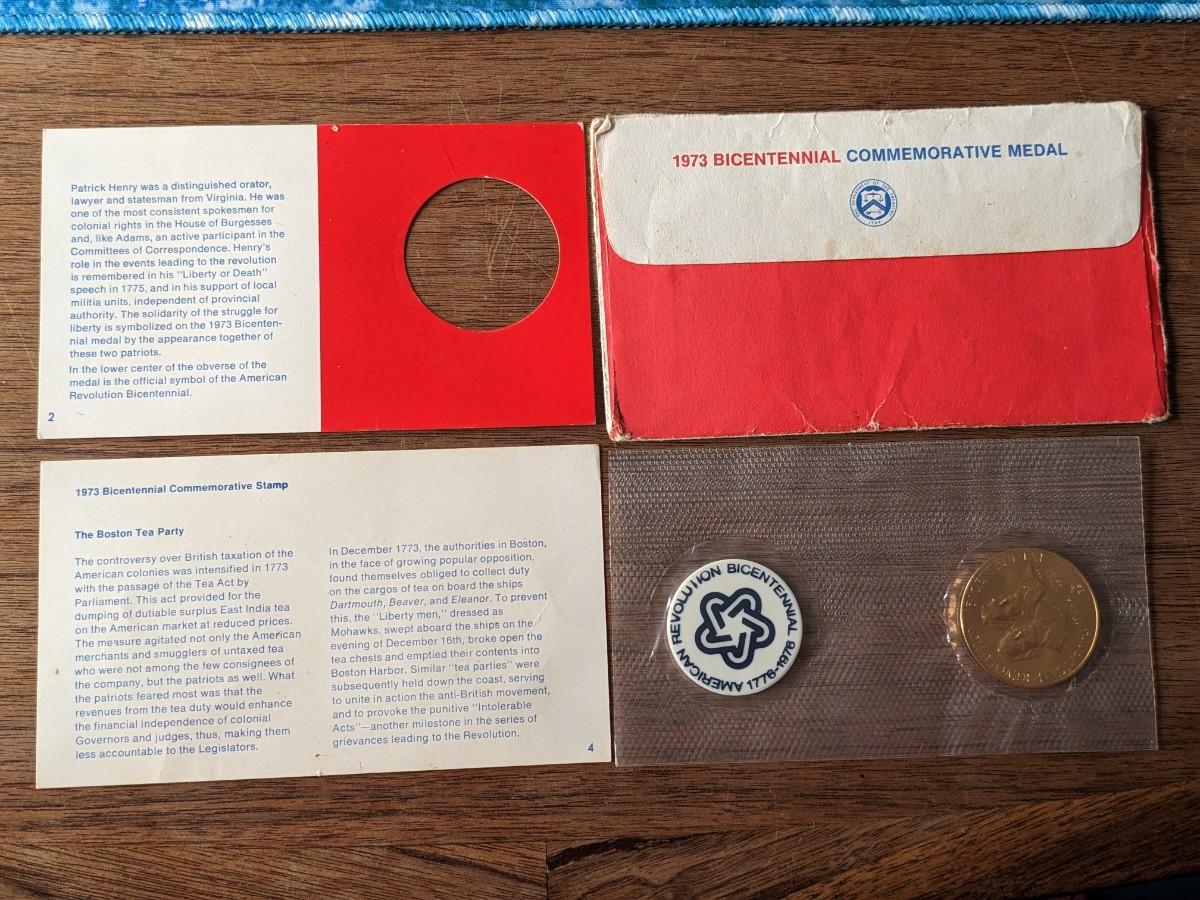 Patrick Henry was a distinguished orator,
lawyer and statesman from Virginia. He was
one of the most consistent spokesmen for
colonial rights in the House of Burgesses
and, like Adams, an active participant in the
Committees of Correspondence. Henry's
role in the events leading to the revolution
is remembered in his "Liberty or Death"
speech in 1775, and in his support of local
militia units, independent of provincial
authority. The solidarity of the struggle for
liberty is symbolized on the 1973 Bicenten-
nial medal by the appearance together of
these two patriots.
In the lower center of the obverse of the
medal is the official symbol of the American
Revolution Bicentennial.
2
1973 BICENTENNIAL COMMEMORATIVE MEDAL
1973 Bicentennial Commemorative Stamp
The Boston Tea Party
The controversy over British taxation of the
American colonies was intensified in 1773
with the passage of the Tea Act by
Parliament. This act provided for the
dumping of dutiable surplus East India tea
on the American market at reduced prices.
The measure agitated not only the American
merchants and smugglers of untaxed tea
who were not among the few consignees of
the company, but the patriots as well. What
the patriots feared most was that the
revenues from the tea duty would enhance
the financial independence of colonial
Governors and judges, thus, making them
less accountable to the Legislators.
In December 1773, the authorities in Boston,
in the face of growing popular opposition,
found themselves obliged to collect duty
on the cargos of tea on board the ships
Dartmouth, Beaver, and Eleanor. To prevent
this, the "Liberty men," dressed as
Mohawks, swept aboard the ships on the
evening of December 16th, broke open the
tea chests and emptied their contents into
Boston Harbor. Similar "tea parties" were
subsequently held down the coast, serving
to unite in action the anti-British movement,
and to provoke the punitive "Intolerable
Acts"—another milestone in the series of
grievances leading to the Revolution.
4
AMERICAN REVOLUTION BICENTENNIAL 1776-1976